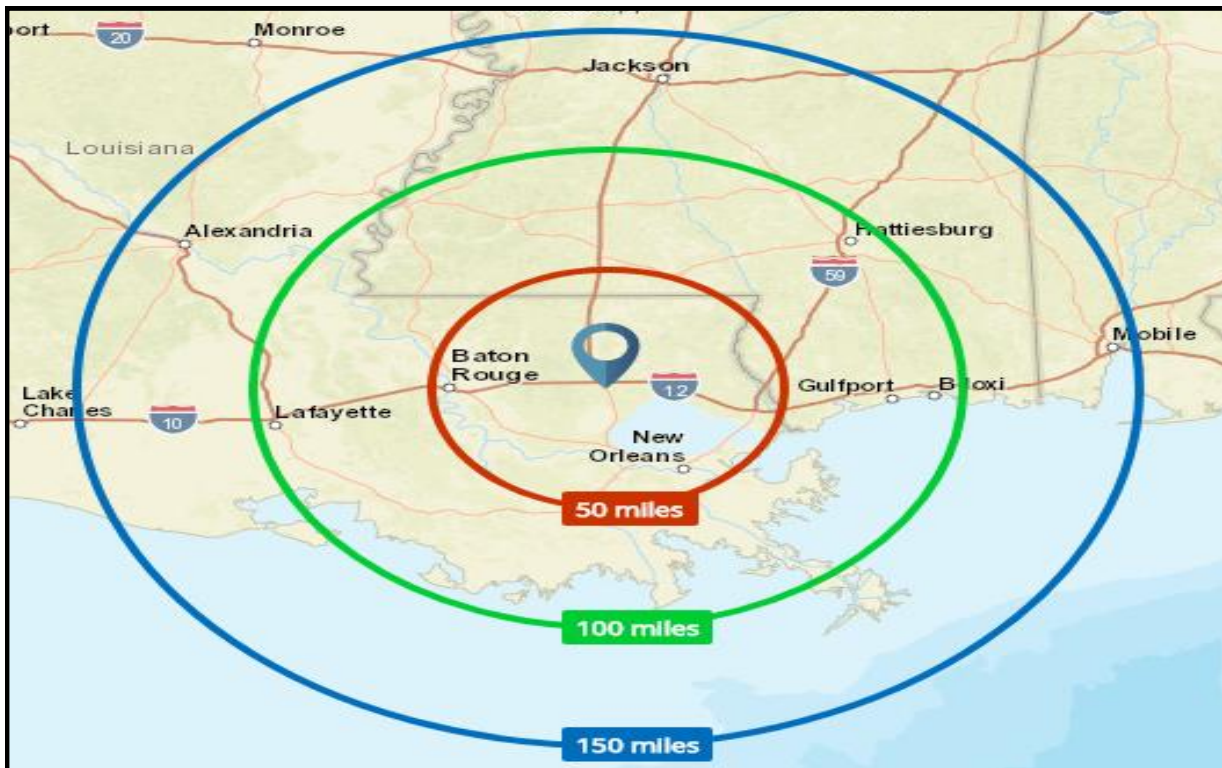 ort
20
Monroe
Jackson
Louisiana
Alexandria
Hattiesburg
59
Mobile
Baton
Rouge
12
Gulfport
Biloxi
Lake
Charles
10
Lafayette
New
Orleans
50 miles
100 miles
150 miles